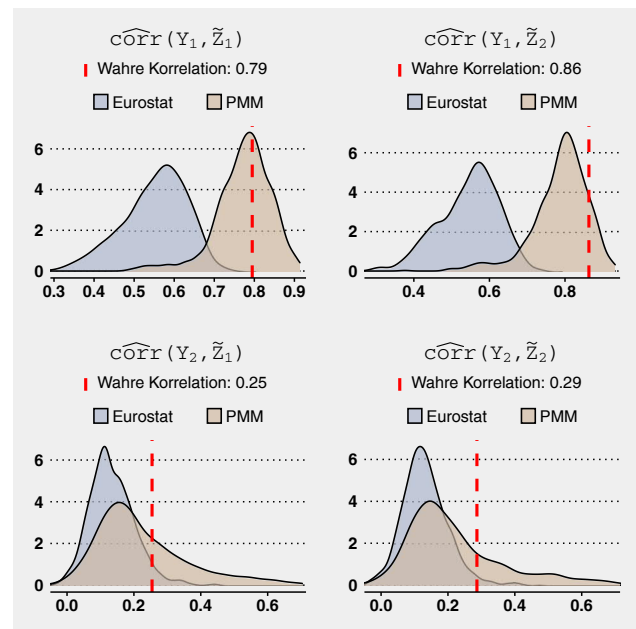 côrr(Y₁, Z̃₁)
Wahre Korrelation: 0.79
Eurostat PMM
6
4
2
0
0.3 0.4 0.5 0.6 0.7 0.8 0.9
côrr(Y₁, Z̃₂)
Wahre Korrelation: 0.86
Eurostat PMM
6
4
2
0
0.4 0.6 0.8
côrr(Y₂, Z̃₁)
Wahre Korrelation: 0.25
Eurostat PMM
6
4
2
0
0.0 0.2 0.4 0.6
côrr(Y₂, Z̃₂)
Wahre Korrelation: 0.29
Eurostat PMM
6
4
2
0
0.0 0.2 0.4 0.6